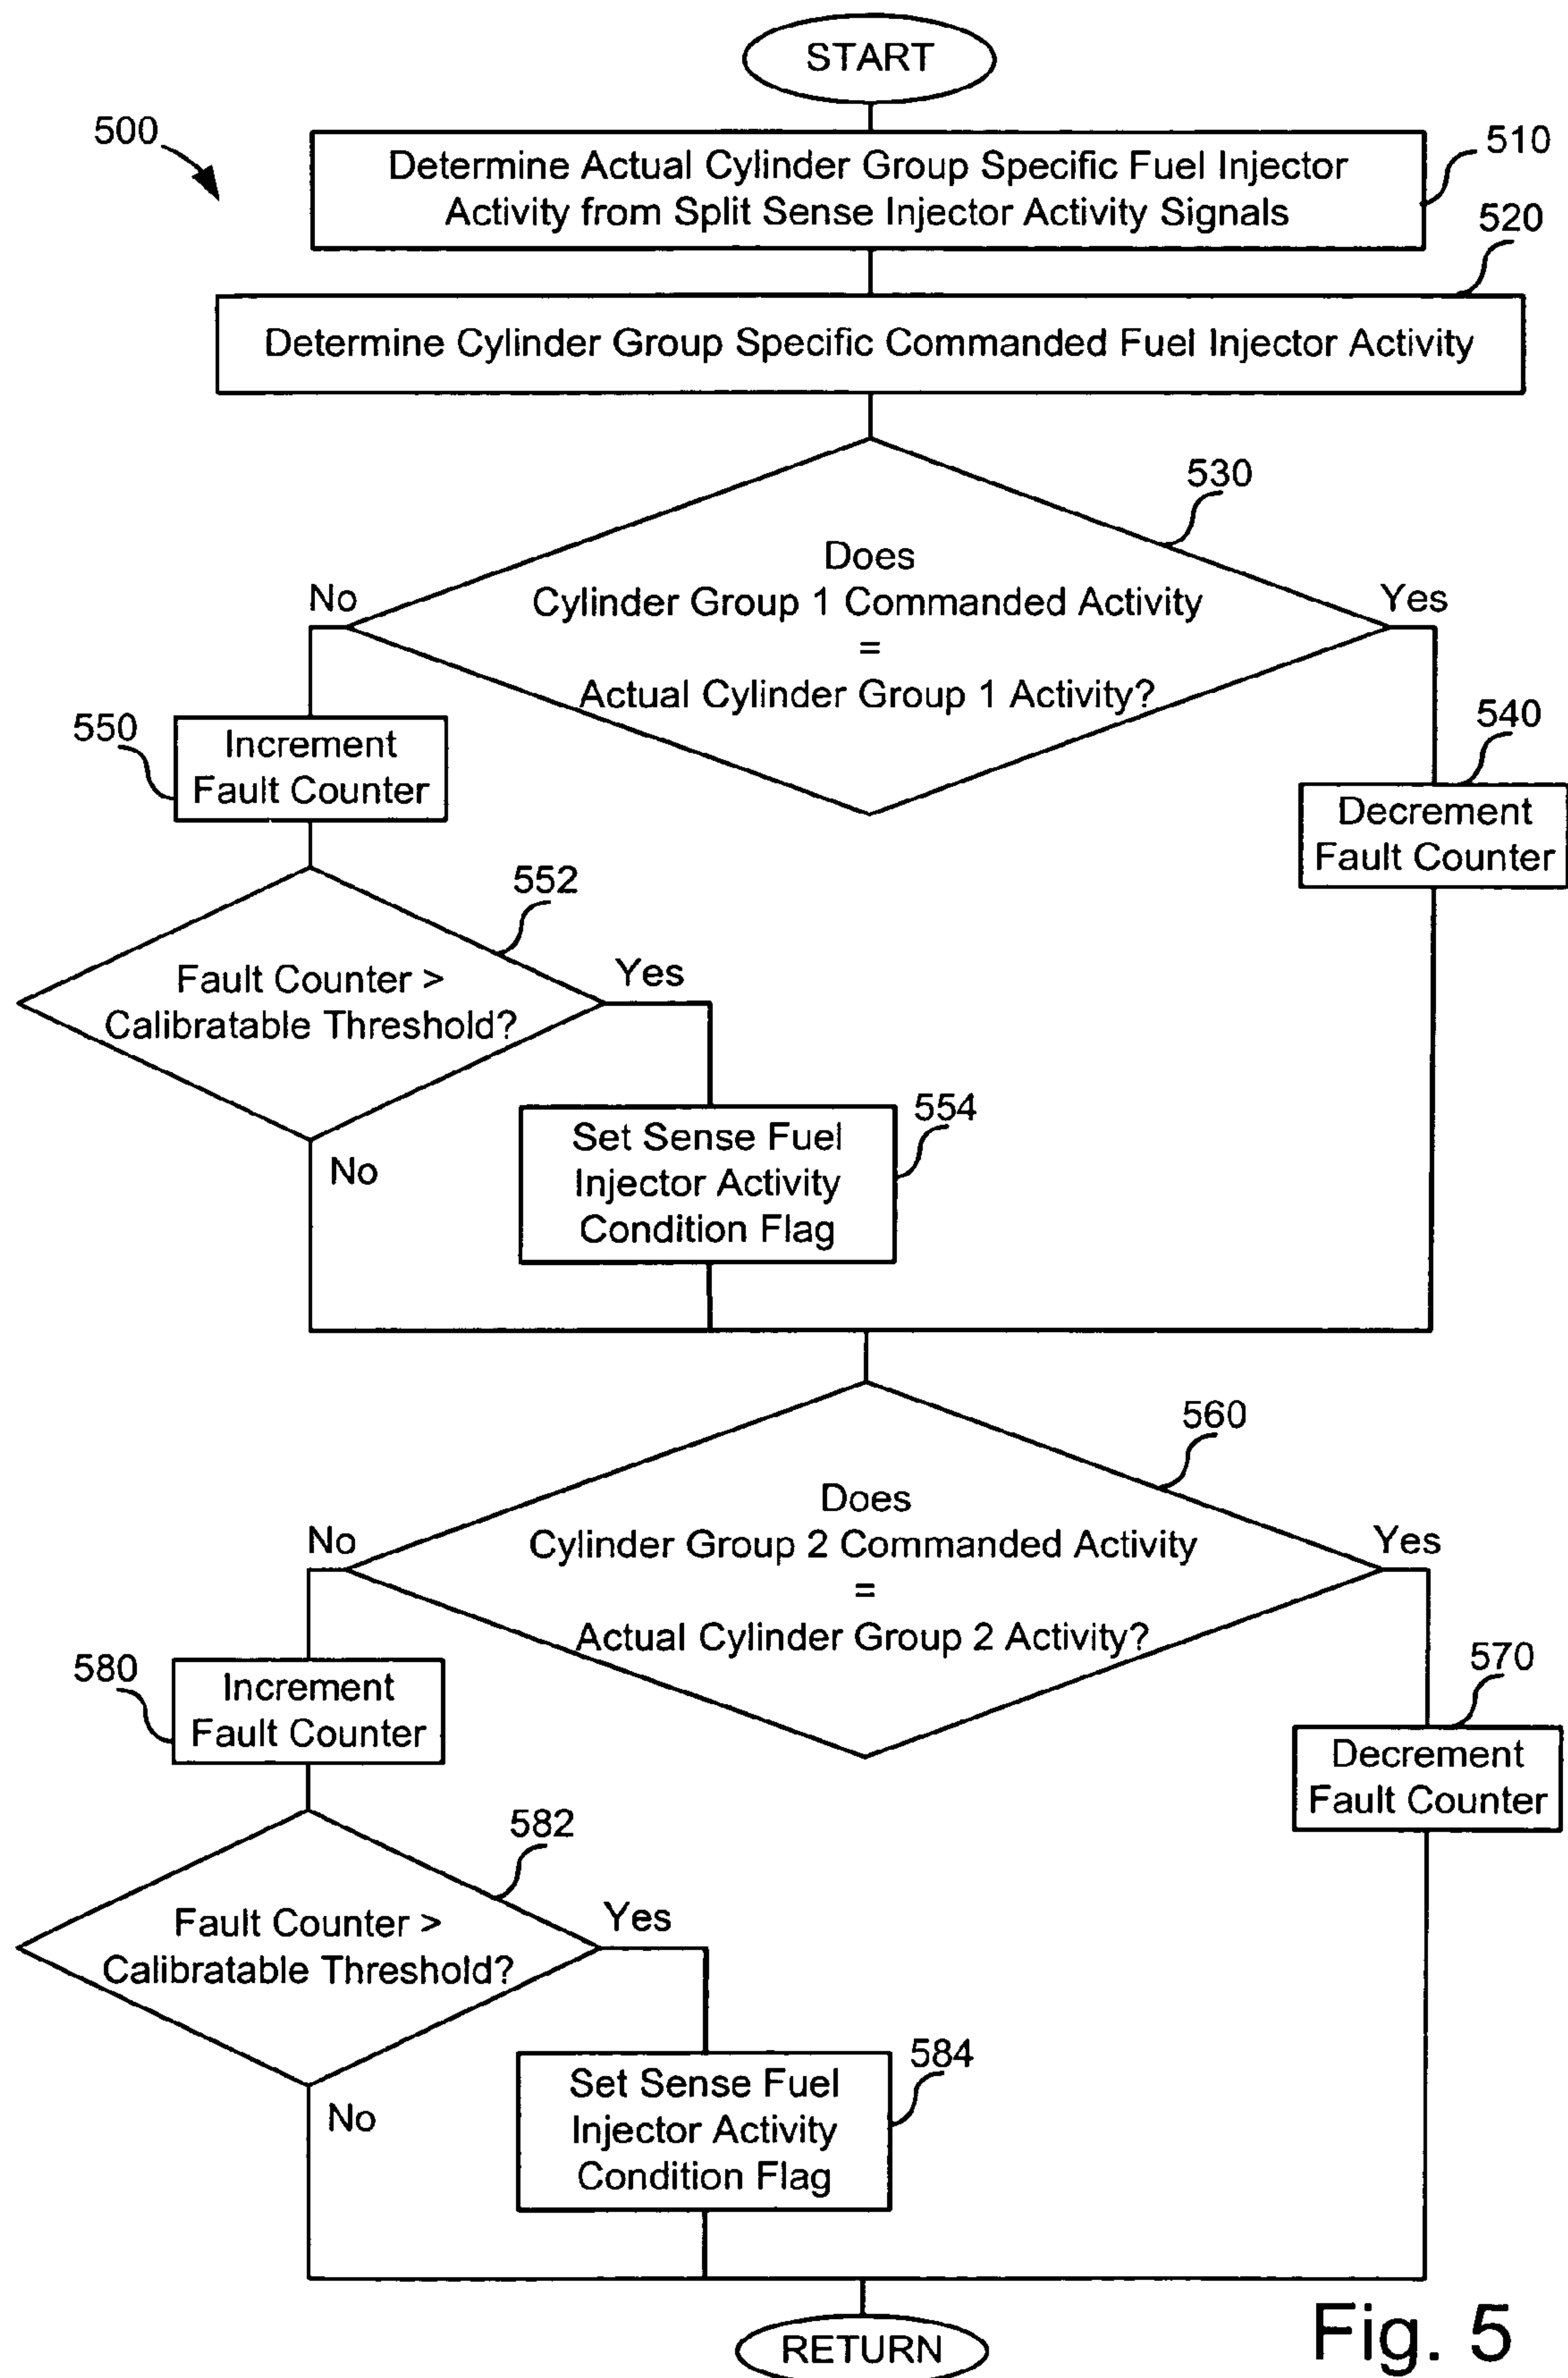 START
500
Determine Actual Cylinder Group Specific Fuel Injector
Activity from Split Sense Injector Activity Signals
510
520
Determine Cylinder Group Specific Commanded Fuel Injector Activity
530
Does
Cylinder Group 1 Commanded Activity
=
Actual Cylinder Group 1 Activity?
No
Yes
550
Increment
Fault Counter
540
Decrement
Fault Counter
552
Fault Counter >
Calibratable Threshold?
Yes
No
554
Set Sense Fuel
Injector Activity
Condition Flag
560
Does
Cylinder Group 2 Commanded Activity
=
Actual Cylinder Group 2 Activity?
No
Yes
580
Increment
Fault Counter
570
Decrement
Fault Counter
582
Fault Counter >
Calibratable Threshold?
Yes
No
584
Set Sense Fuel
Injector Activity
Condition Flag
RETURN
Fig. 5